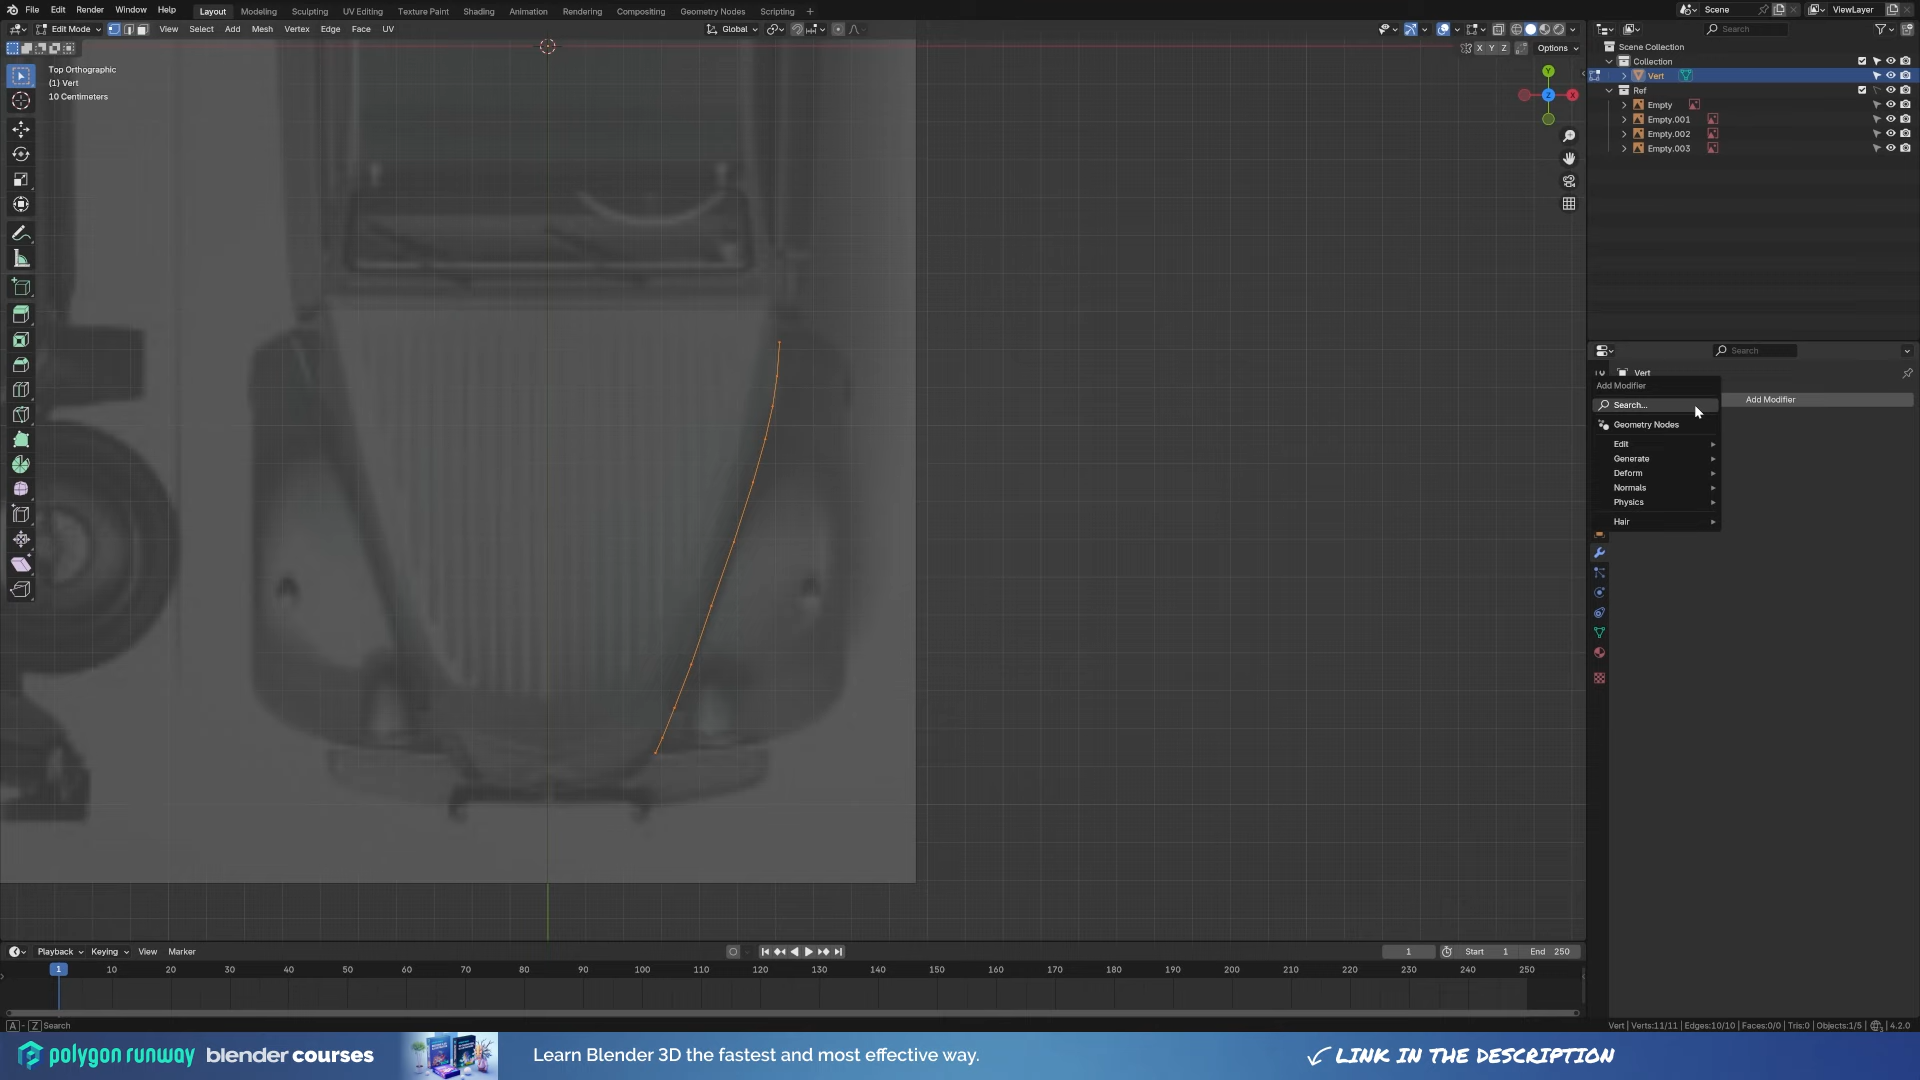 File Edit Render Window Help Layout Modeling Sculpting UV Editing Texture Paint Shading Animation Rendering Compositing Geometry Nodes Scripting + Scene ViewLayer
Edit Mode View Select Add Mesh Vertex Edge Face UV Global Search
X Y Z Options
Top Orthographic
(1) Vert
10 Centimeters
Y
Z
X
Scene Collection
Collection
Vert
Ref
Empty
Empty.001
Empty.002
Empty.003
Search
Vert
Add Modifier
Add Modifier
Search...
Geometry Nodes
Edit
Generate
Deform
Normals
Physics
Hair
Playback Keying View Marker 1 Start 1 End 250
1 10 20 30 40 50 60 70 80 90 100 110 120 130 140 150 160 170 180 190 200 210 220 230 240 250
A - Z Search
Vert | Verts:11/11 | Edges:10/10 | Faces:0/0 | Tris:0 | Objects:1/5 | 4.2.0
polygon runway blender courses Learn Blender 3D the fastest and most effective way. LINK IN THE DESCRIPTION